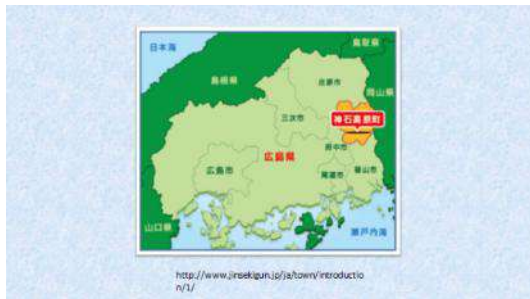 日本海
鳥取県
島根県
庄原市
岡山県
三次市
神石高原町
広島県
府中市
広島市
尾道市
福山市
山口県
瀬戸内海
http://www.jinsekigun.jp/ja/town/introductio
n/1/